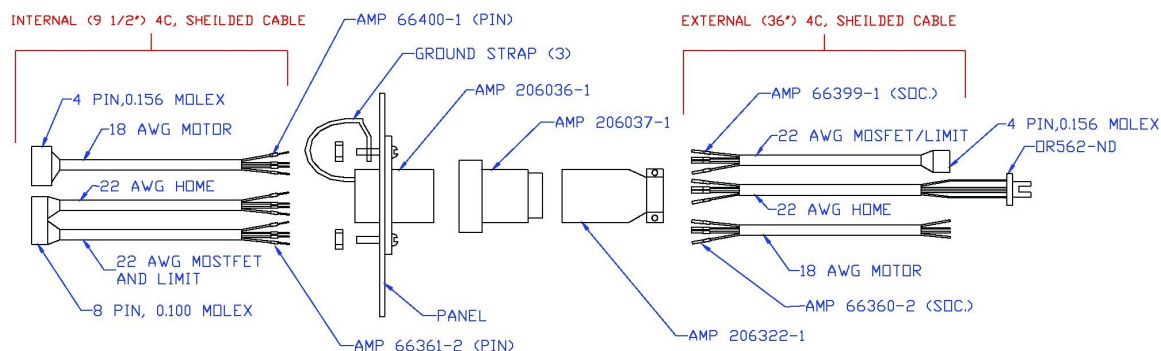 INTERNAL (9 1/2") 4C, SHEILDED CABLE
AMP 66400-1 (PIN)
GROUND STRAP (3)
AMP 206036-1
AMP 206037-1
4 PIN,0.156 MOLEX
18 AWG MOTOR
22 AWG HOME
22 AWG MOSTFET
AND LIMIT
8 PIN, 0.100 MOLEX
AMP 66361-2 (PIN)
PANEL
AMP 206322-1
EXTERNAL (36") 4C, SHEILDED CABLE
AMP 66399-1 (SOC.)
22 AWG MOSFET/LIMIT
4 PIN,0.156 MOLEX
OR562-ND
22 AWG HOME
18 AWG MOTOR
AMP 66360-2 (SOC.)